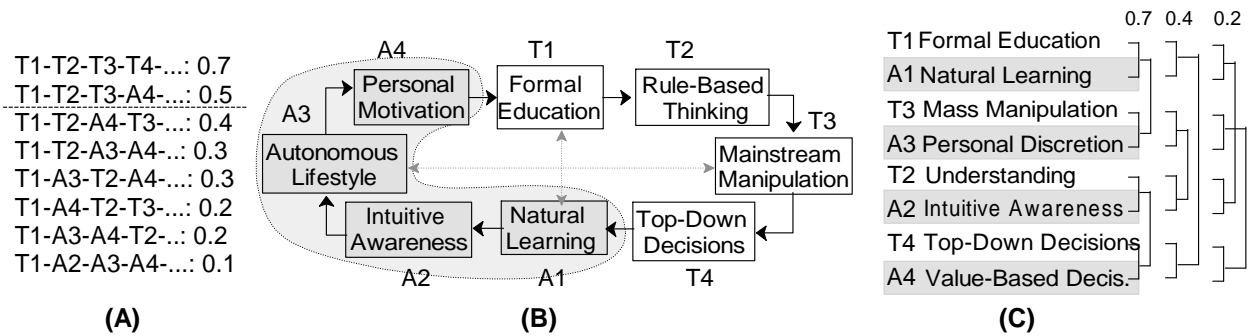 T1-T2-T3-T4-...: 0.7
T1-T2-T3-A4-...: 0.5
T1-T2-A4-T3-...: 0.4
T1-T2-A3-A4-..: 0.3
T1-A3-T2-A4-...: 0.3
T1-A4-T2-T3-...: 0.2
T1-A3-A4-T2-...: 0.2
T1-A2-A3-A4-...: 0.1
(A)
A4
Personal
Motivation
T1
Formal
Education
T2
Rule-Based
Thinking
T3
Mainstream
Manipulation
A3
Autonomous
Lifestyle
Intuitive
Awareness
A2
Natural
Learning
A1
Top-Down
Decisions
T4
(B)
0.7 0.4 0.2
T1 Formal Education
A1 Natural Learning
T3 Mass Manipulation
A3 Personal Discretion
T2 Understanding
A2 Intuitive Awareness
T4 Top-Down Decisions
A4 Value-Based Decis.
(C)